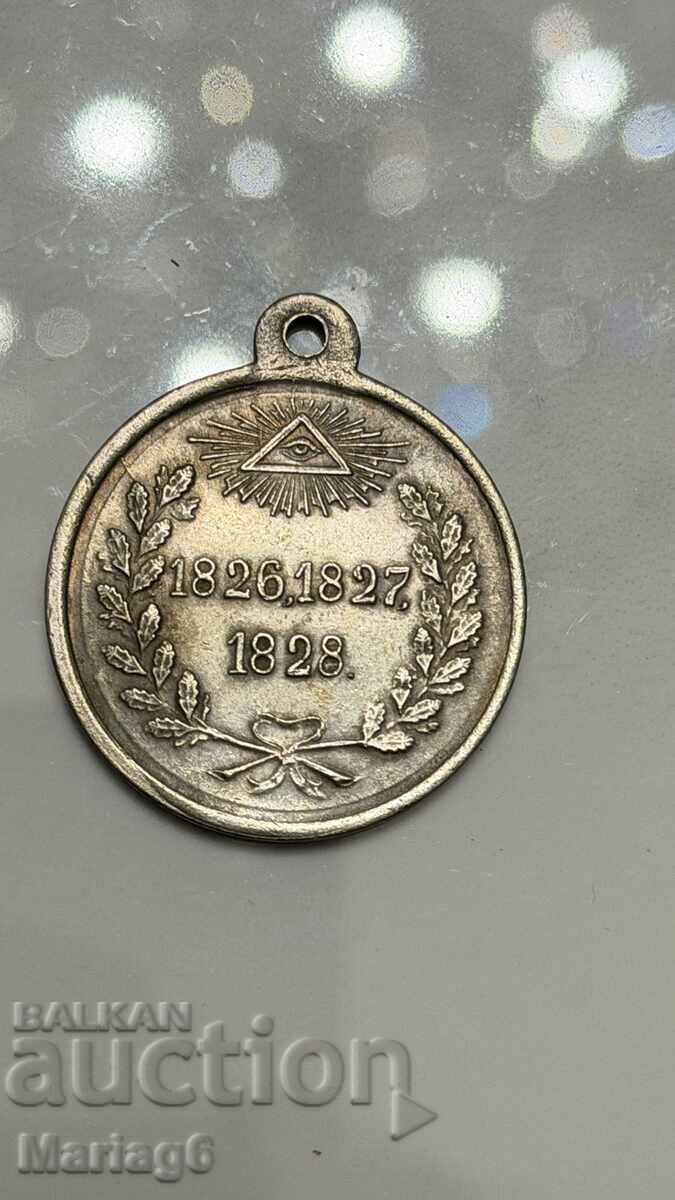 1826,1827,
1828.
BALKAN
auction
Mariag6